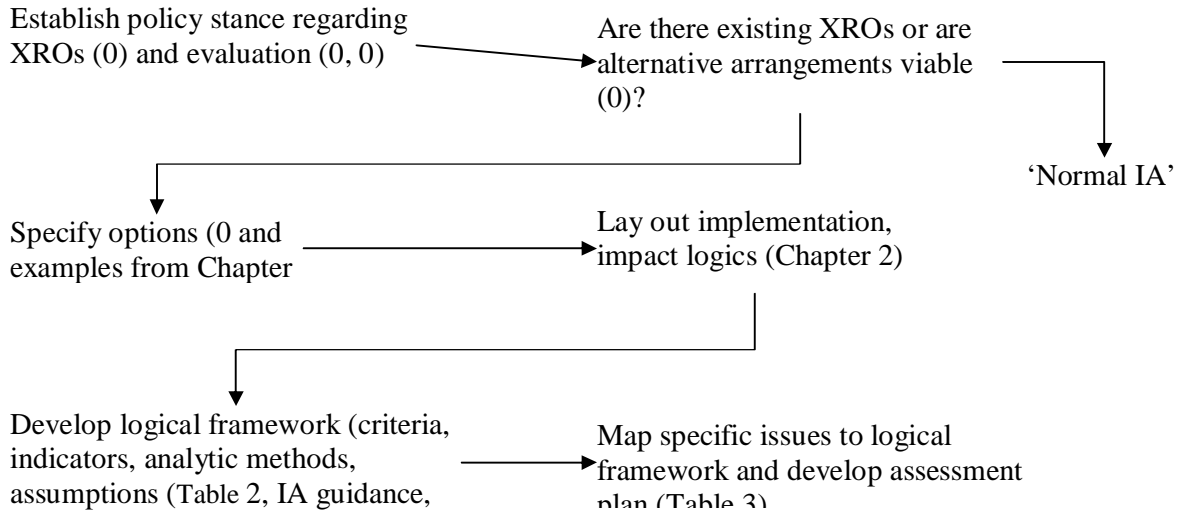 Establish policy stance regarding
XROs (0) and evaluation (0, 0)
Are there existing XROs or are
alternative arrangements viable
(0)?
‘Normal IA’
Specify options (0 and
examples from Chapter
Lay out implementation,
impact logics (Chapter 2)
Develop logical framework (criteria,
indicators, analytic methods,
assumptions (Table 2, IA guidance,
Map specific issues to logical
framework and develop assessment
plan (Table 3)